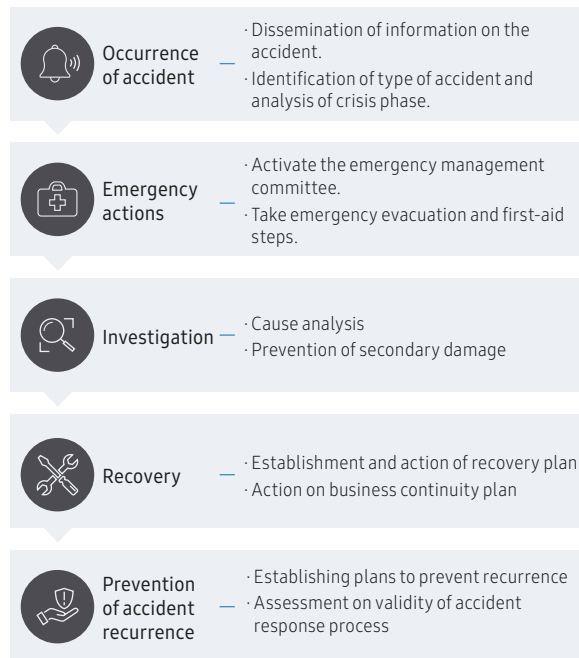 Occurrence
of accident
· Dissemination of information on the
accident.
· Identification of type of accident and
analysis of crisis phase.
Emergency
actions
· Activate the emergency management
committee.
· Take emergency evacuation and first-aid
steps.
Investigation
· Cause analysis
· Prevention of secondary damage
Recovery
· Establishment and action of recovery plan
· Action on business continuity plan
Prevention
of accident
recurrence
· Establishing plans to prevent recurrence
· Assessment on validity of accident
response process